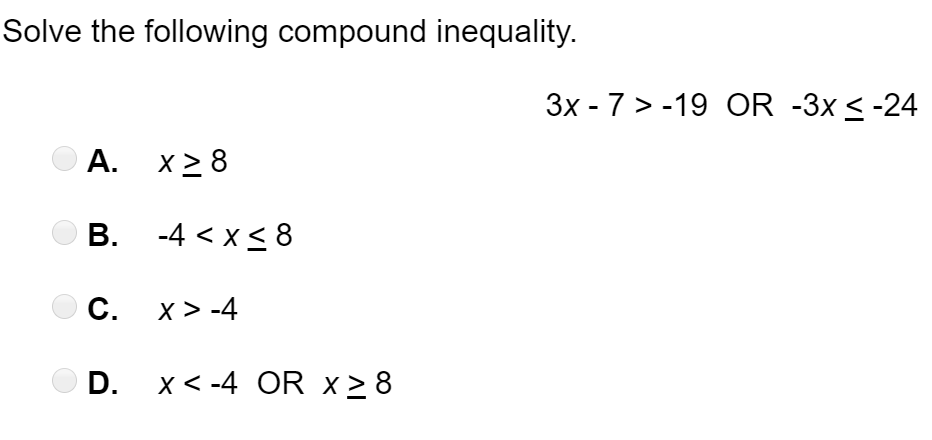 Solve the following compound inequality.
3x - 7 > -19 OR -3x ≤ -24
A. x ≥ 8
B. -4 < x ≤ 8
C. x > -4
D. x < -4 OR x ≥ 8